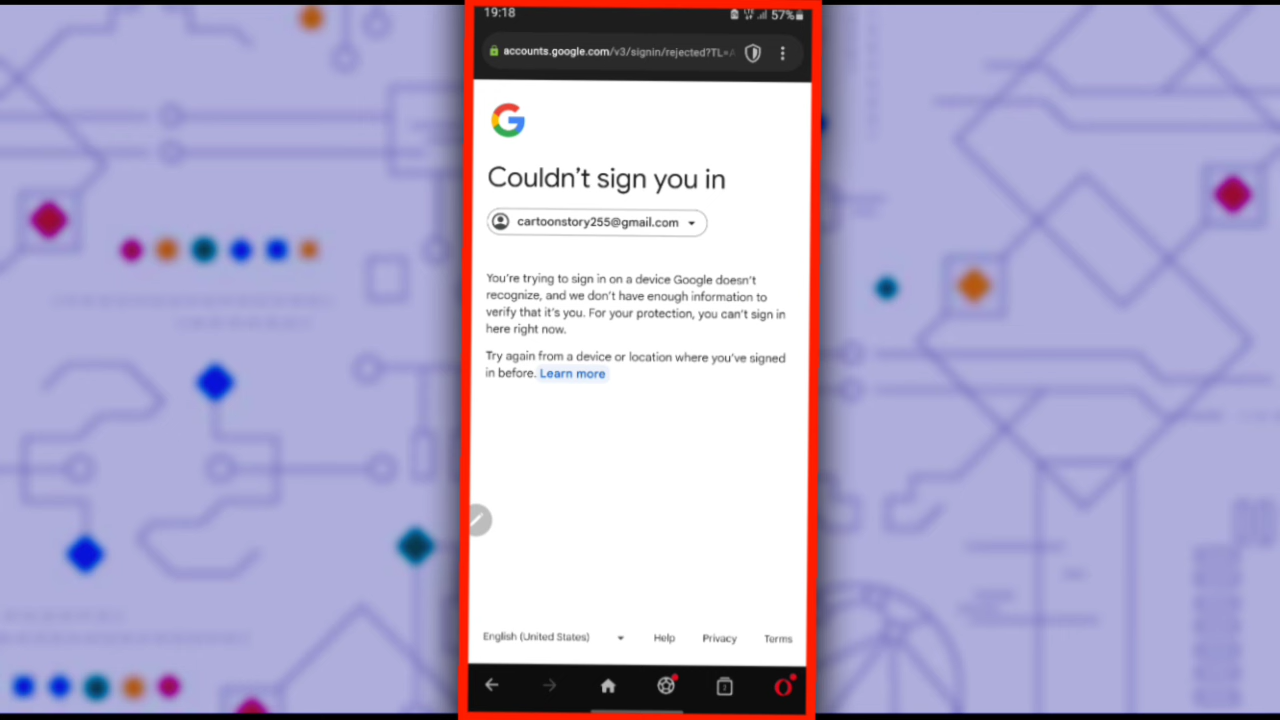 19:18
57%
accounts.google.com/v3/signin/rejected?TL=
Couldn't sign you in
cartoonstory255@gmail.com
You're trying to sign in on a device Google doesn't
recognize, and we don't have enough information to
verify that it's you. For your protection, you can't sign in
here right now.
Try again from a device or location where you've signed
in before. Learn more
English (United States)
Help
Privacy
Terms